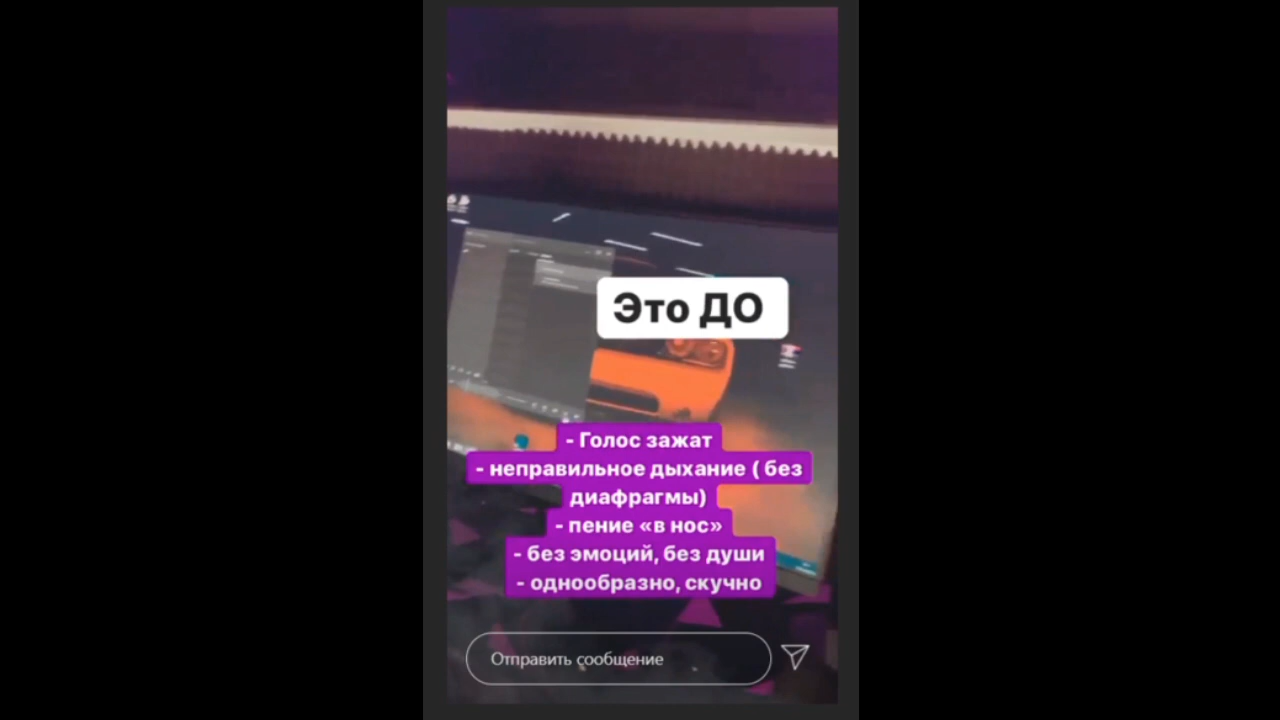 Это ДО
- Голос зажат
- неправильное дыхание ( без
диафрагмы)
- пение «в нос»
- без эмоций, без души
- однообразно, скучно
Отправить сообщение